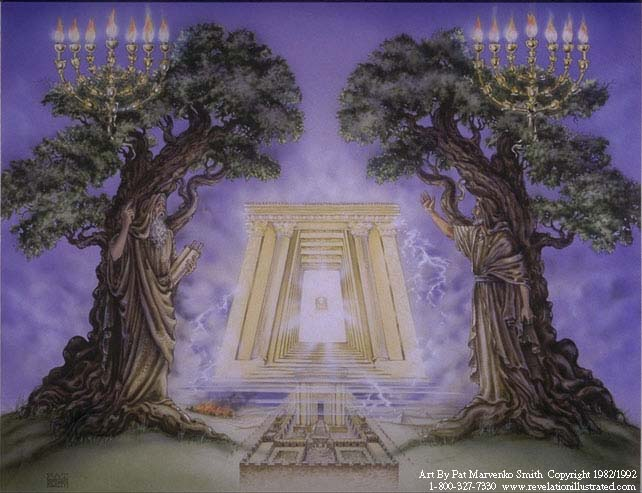 Art By Pat Marvenko Smith Copyright 1982/1992
1-800-327-7330 www.revelationillustrated.com